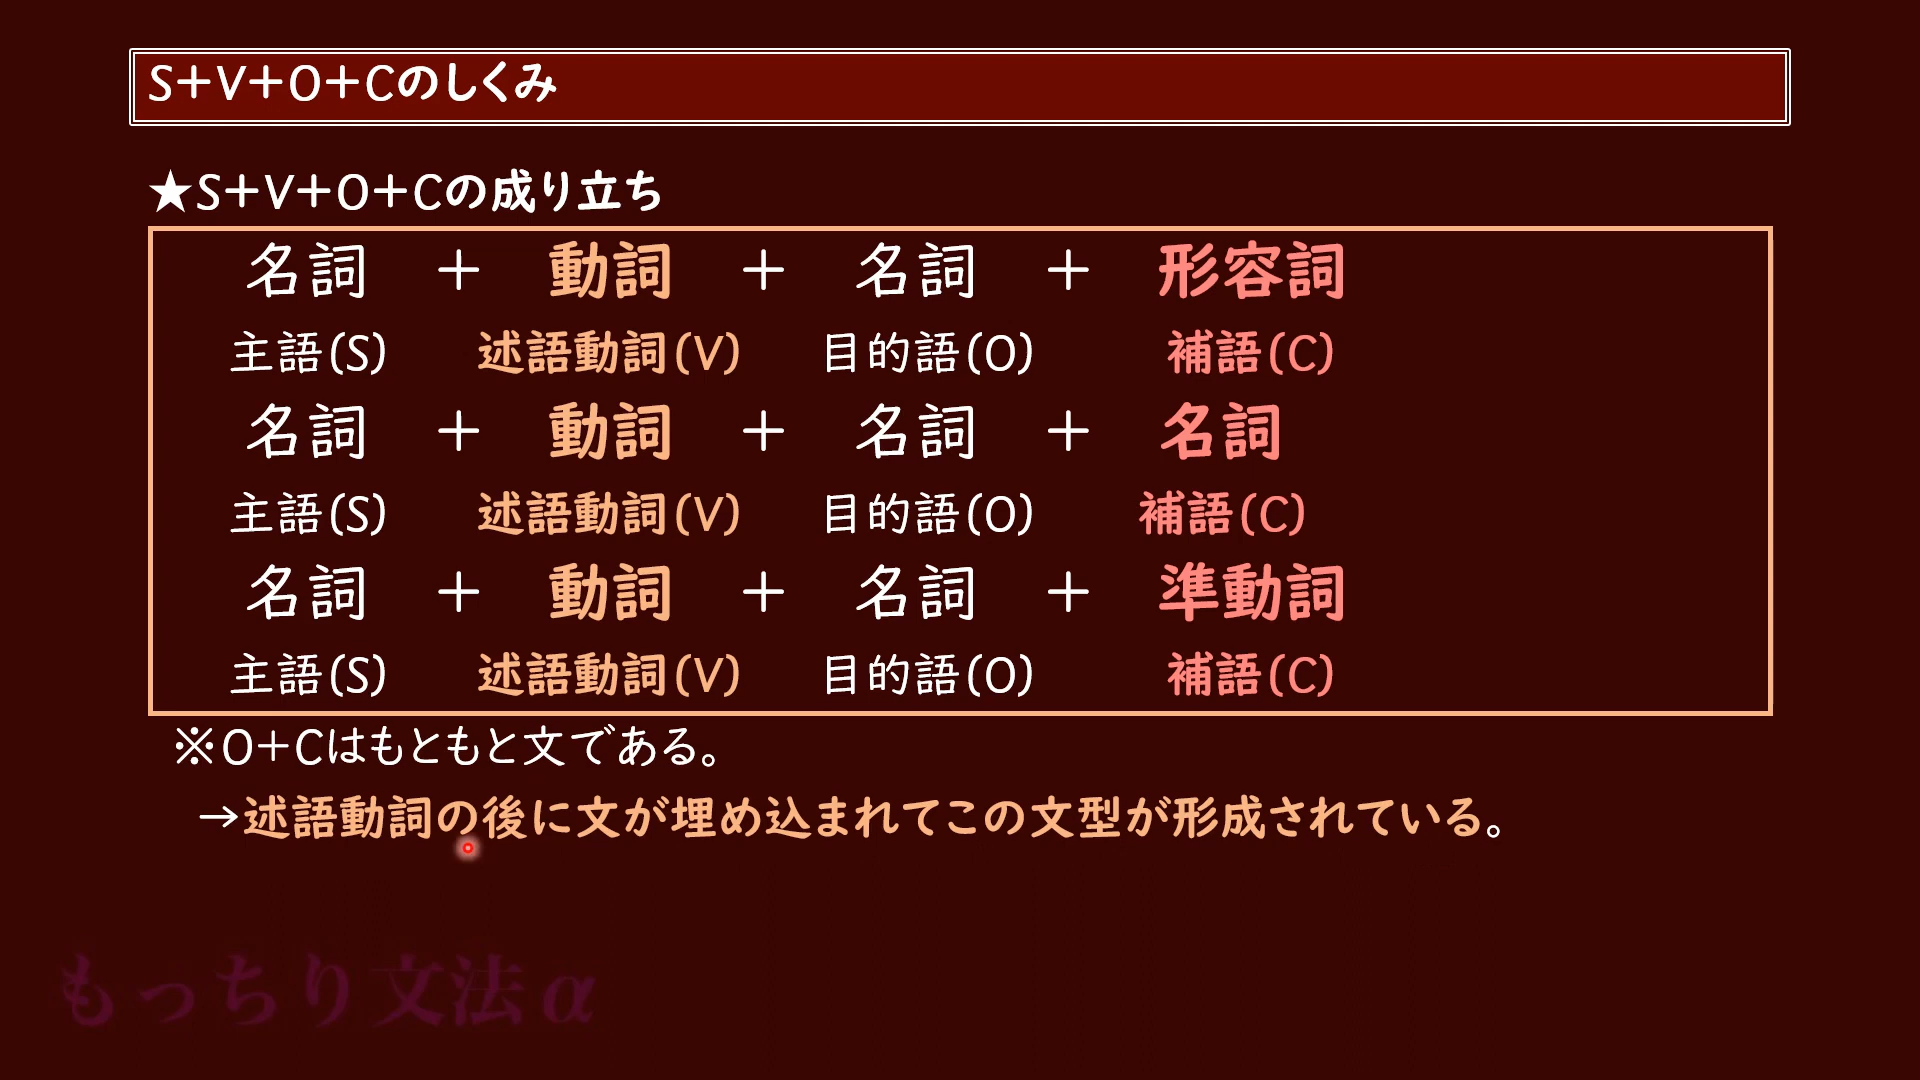 S＋V＋O＋Cのしくみ
★S＋V＋O＋Cの成り立ち
名詞 ＋ 動詞 ＋ 名詞 ＋ 形容詞
主語(S) 述語動詞(V) 目的語(O) 補語(C)
名詞 ＋ 動詞 ＋ 名詞 ＋ 名詞
主語(S) 述語動詞(V) 目的語(O) 補語(C)
名詞 ＋ 動詞 ＋ 名詞 ＋ 準動詞
主語(S) 述語動詞(V) 目的語(O) 補語(C)
※O＋Cはもともと文である。
→述語動詞の後に文が埋め込まれてこの文型が形成されている。
もっちり文法α